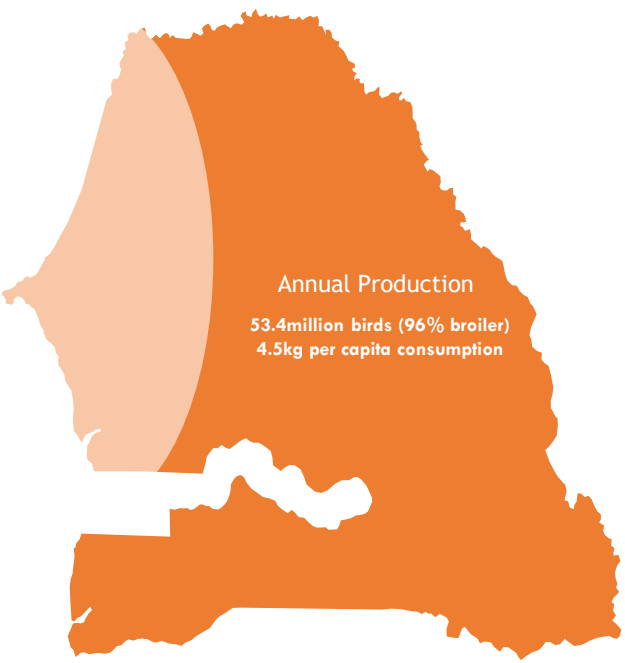 Annual Production
53.4million birds (96% broiler)
4.5kg per capita consumption